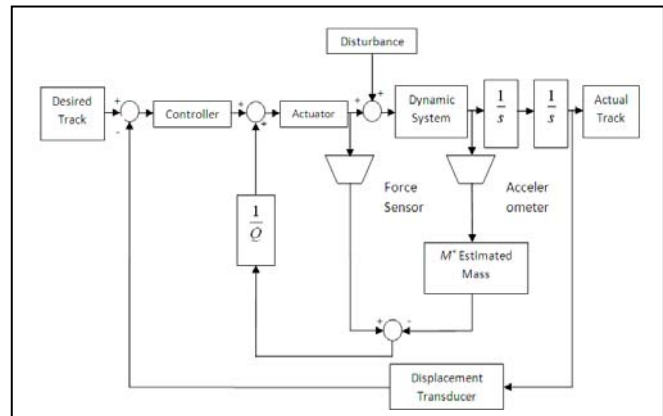 Disturbance
Desired
Track
+
-
Controller
+
+
Actuator
+
+
Dynamic
System
1
s
1
s
Actual
Track
Force
Sensor
Acceler
ometer
1
Q
M* Estimated
Mass
+
-
Displacement
Transducer